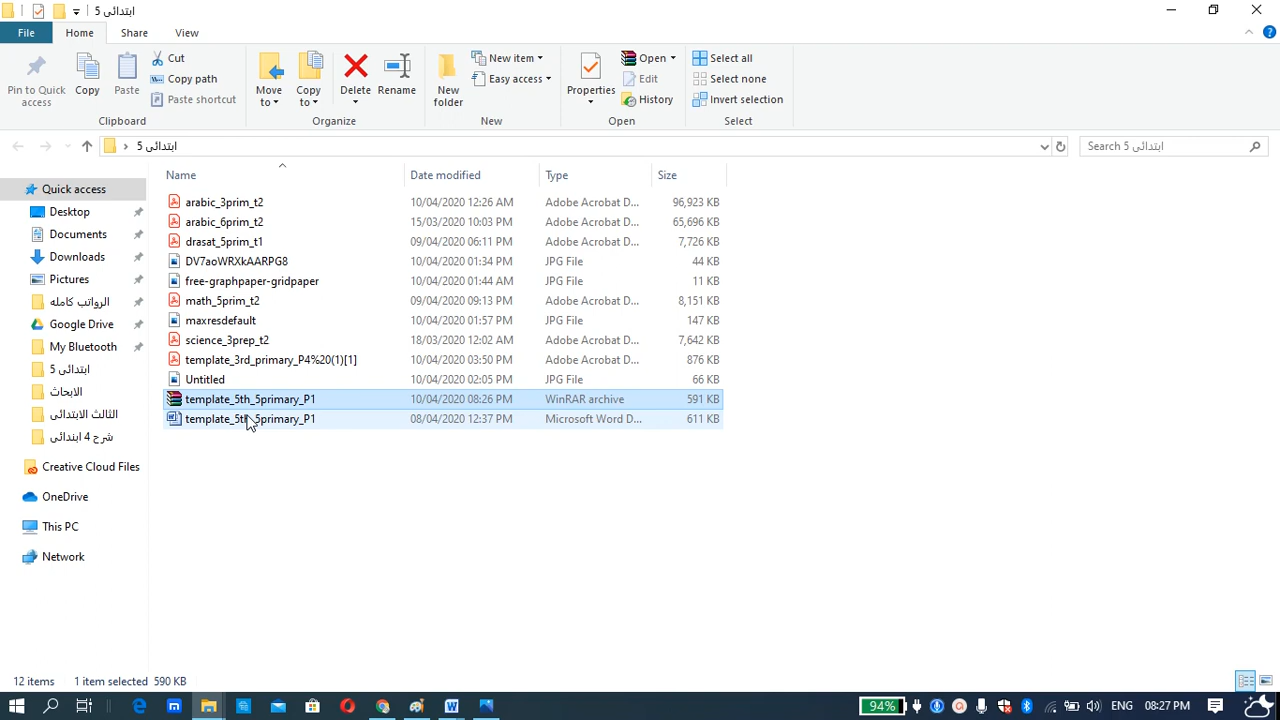 ابتدائى 5
File
Home
Share
View
Pin to Quick access
Copy
Paste
Cut
Copy path
Paste shortcut
Clipboard
Move to
Copy to
Delete
Rename
Organize
New folder
New item
Easy access
New
Properties
Open
Edit
History
Open
Select all
Select none
Invert selection
Select
ابتدائى 5
Search 5 ابتدائى
Name
Date modified
Type
Size
arabic_3prim_t2 10/04/2020 12:26 AM Adobe Acrobat D... 96,923 KB
arabic_6prim_t2 15/03/2020 10:03 PM Adobe Acrobat D... 65,696 KB
drasat_5prim_t1 09/04/2020 06:11 PM Adobe Acrobat D... 7,726 KB
DV7aoWRXkAARPG8 10/04/2020 01:34 PM JPG File 44 KB
free-graphpaper-gridpaper 10/04/2020 01:44 AM JPG File 11 KB
math_5prim_t2 09/04/2020 09:13 PM Adobe Acrobat D... 8,151 KB
maxresdefault 10/04/2020 01:57 PM JPG File 147 KB
science_3prep_t2 18/03/2020 12:02 AM Adobe Acrobat D... 7,642 KB
template_3rd_primary_P4%20(1)[1] 10/04/2020 03:50 PM Adobe Acrobat D... 876 KB
Untitled 10/04/2020 02:05 PM JPG File 66 KB
template_5th_5primary_P1 10/04/2020 08:26 PM WinRAR archive 591 KB
template_5th_5primary_P1 08/04/2020 12:37 PM Microsoft Word D... 611 KB
Quick access
Desktop
Documents
Downloads
Pictures
الرواتب كامله
Google Drive
My Bluetooth
ابتدائى 5
الابحاث
الثالث الابتدائى
شرح 4 ابتدائى
Creative Cloud Files
OneDrive
This PC
Network
12 items 1 item selected 590 KB
94%
ENG
08:27 PM